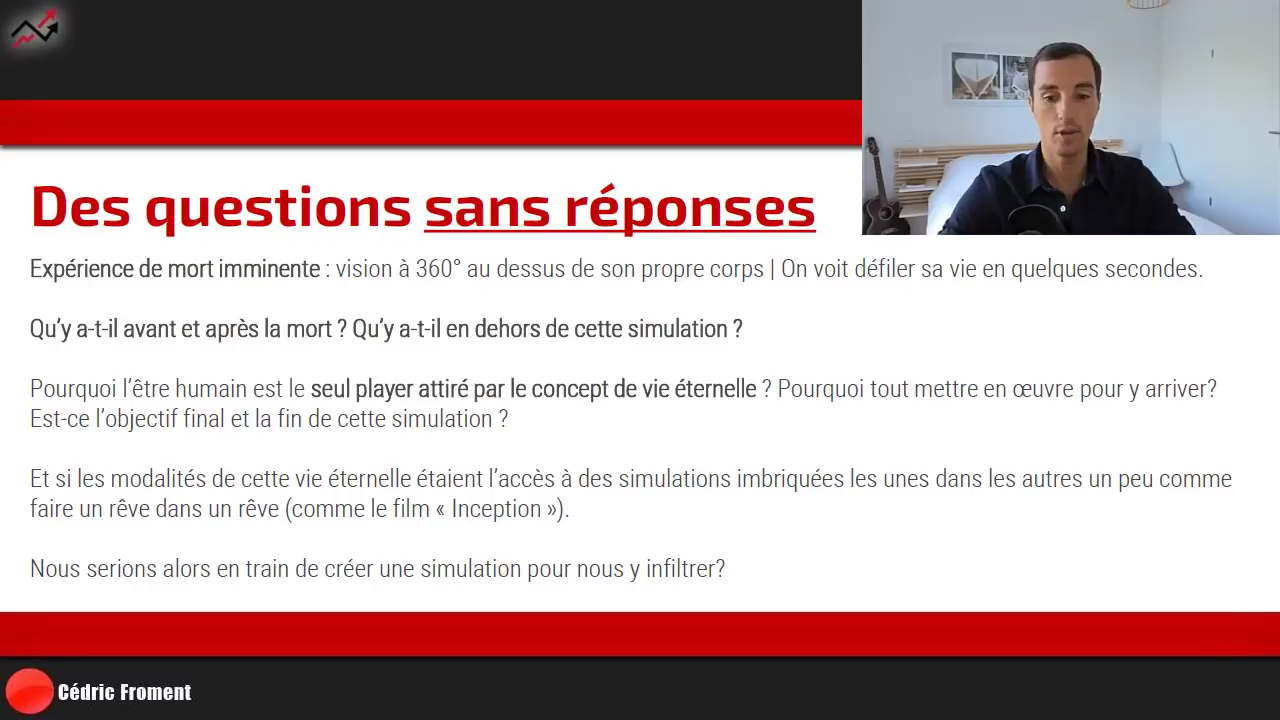 Des questions sans réponses
Expérience de mort imminente : vision à 360° au dessus de son propre corps | On voit défiler sa vie en quelques secondes.
Qu’y a-t-il avant et après la mort ? Qu’y a-t-il en dehors de cette simulation ?
Pourquoi l’être humain est le seul player attiré par le concept de vie éternelle ? Pourquoi tout mettre en œuvre pour y arriver?
Est-ce l’objectif final et la fin de cette simulation ?
Et si les modalités de cette vie éternelle étaient l’accès à des simulations imbriquées les unes dans les autres un peu comme
faire un rêve dans un rêve (comme le film « Inception »).
Nous serions alors en train de créer une simulation pour nous y infiltrer?
Cédric Froment